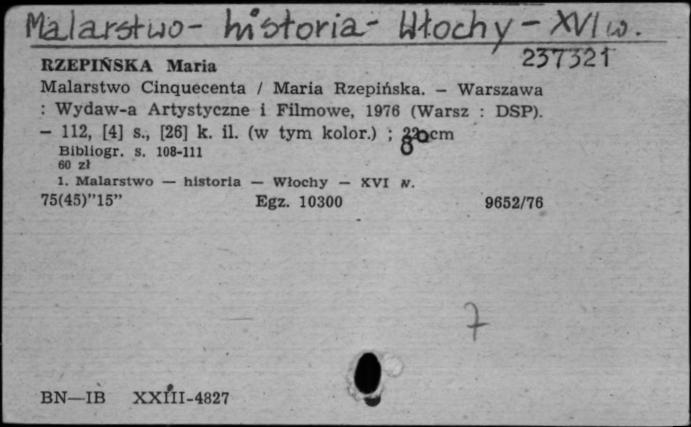 Malarstwo- historia- Włochy - XVI w.
237321
RZEPIŃSKA Maria
Malarstwo Cinquecenta / Maria Rzepińska. – Warszawa
: Wydaw-a Artystyczne i Filmowe, 1976 (Warsz : DSP).
– 112, [4] s., [26] k. il. (w tym kolor.) ; cm
Bibliogr. s. 108-111
60 zł
1. Malarstwo — historia — Włochy — XVI w.
75(45)"15" Egz. 10300 9652/76
7
BN—IB XXIII-4827